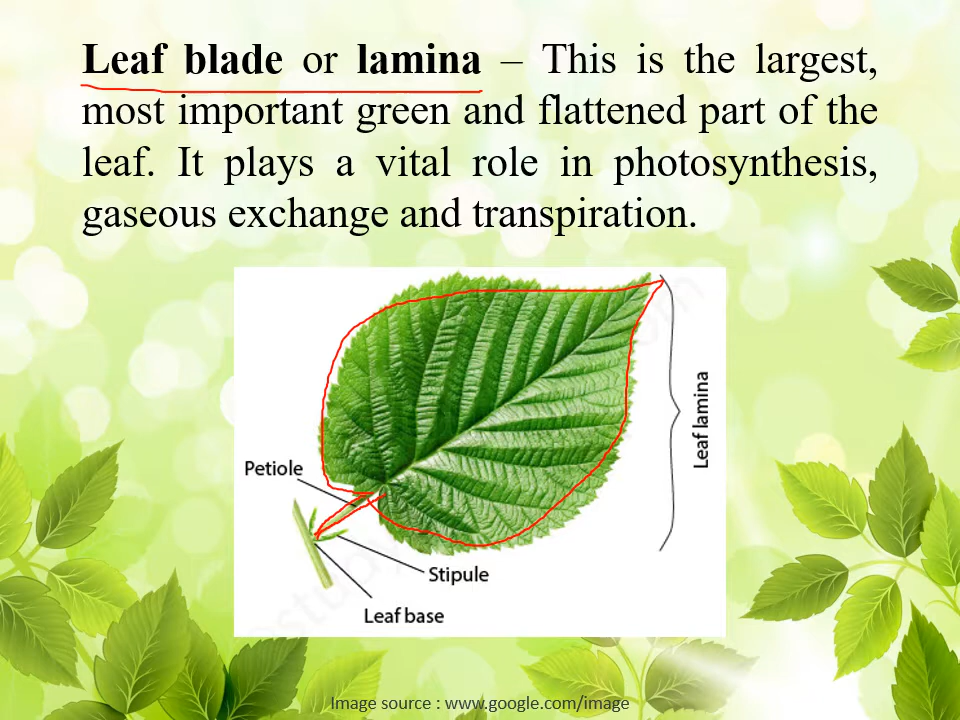 Leaf blade or lamina – This is the largest,
most important green and flattened part of the
leaf. It plays a vital role in photosynthesis,
gaseous exchange and transpiration.
Leaf lamina
Petiole
Stipule
Leaf base
Image source : www.google.com/image